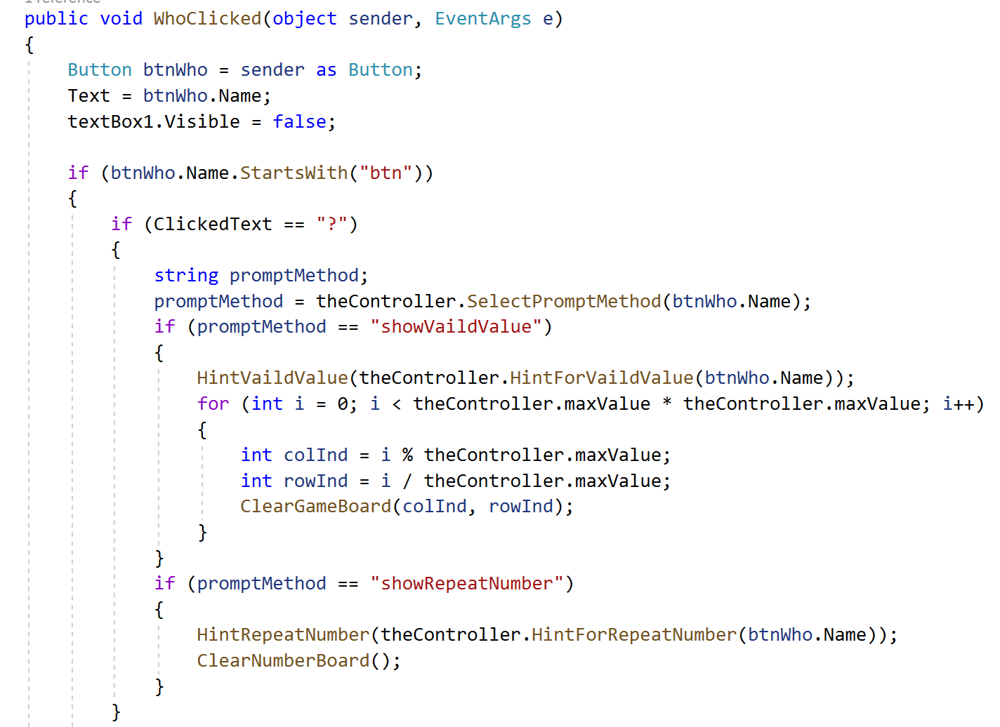 1 reference
public void WhoClicked(object sender, EventArgs e)
{
Button btnWho = sender as Button;
Text = btnWho.Name;
textBox1.Visible = false;
if (btnWho.Name.StartsWith("btn"))
{
if (ClickedText == "?")
{
string promptMethod;
promptMethod = theController.SelectPromptMethod(btnWho.Name);
if (promptMethod == "showVaildValue")
{
HintVaildValue(theController.HintForVaildValue(btnWho.Name));
for (int i = 0; i < theController.maxValue * theController.maxValue; i++)
{
int colInd = i % theController.maxValue;
int rowInd = i / theController.maxValue;
ClearGameBoard(colInd, rowInd);
}
}
if (promptMethod == "showRepeatNumber")
{
HintRepeatNumber(theController.HintForRepeatNumber(btnWho.Name));
ClearNumberBoard();
}
}